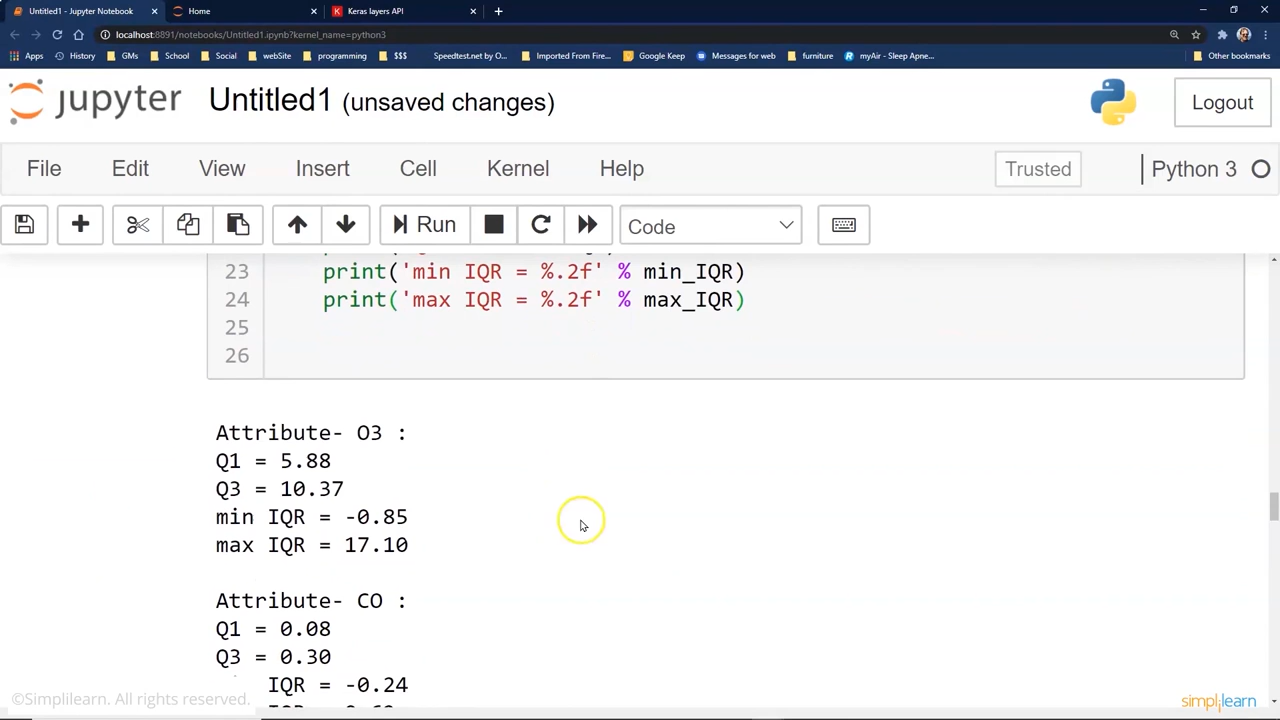 Untitled1 - Jupyter Notebook
Home
Keras layers API
localhost:8891/notebooks/Untitled1.ipynb?kernel_name=python3
Apps
History
GMs
School
Social
webSite
programming
$$$
Speedtest.net by O...
Imported From Fire...
Google Keep
Messages for web
furniture
myAir - Sleep Apne...
Other bookmarks
jupyter
Untitled1 (unsaved changes)
Logout
File
Edit
View
Insert
Cell
Kernel
Help
Trusted
Python 3
Run
Code
23 print('min IQR = %.2f' % min_IQR)
24 print('max IQR = %.2f' % max_IQR)
25
26
Attribute- O3 :
Q1 = 5.88
Q3 = 10.37
min IQR = -0.85
max IQR = 17.10
Attribute- CO :
Q1 = 0.08
Q3 = 0.30
IQR = -0.24
©Simplilearn. All rights reserved.
simplilearn